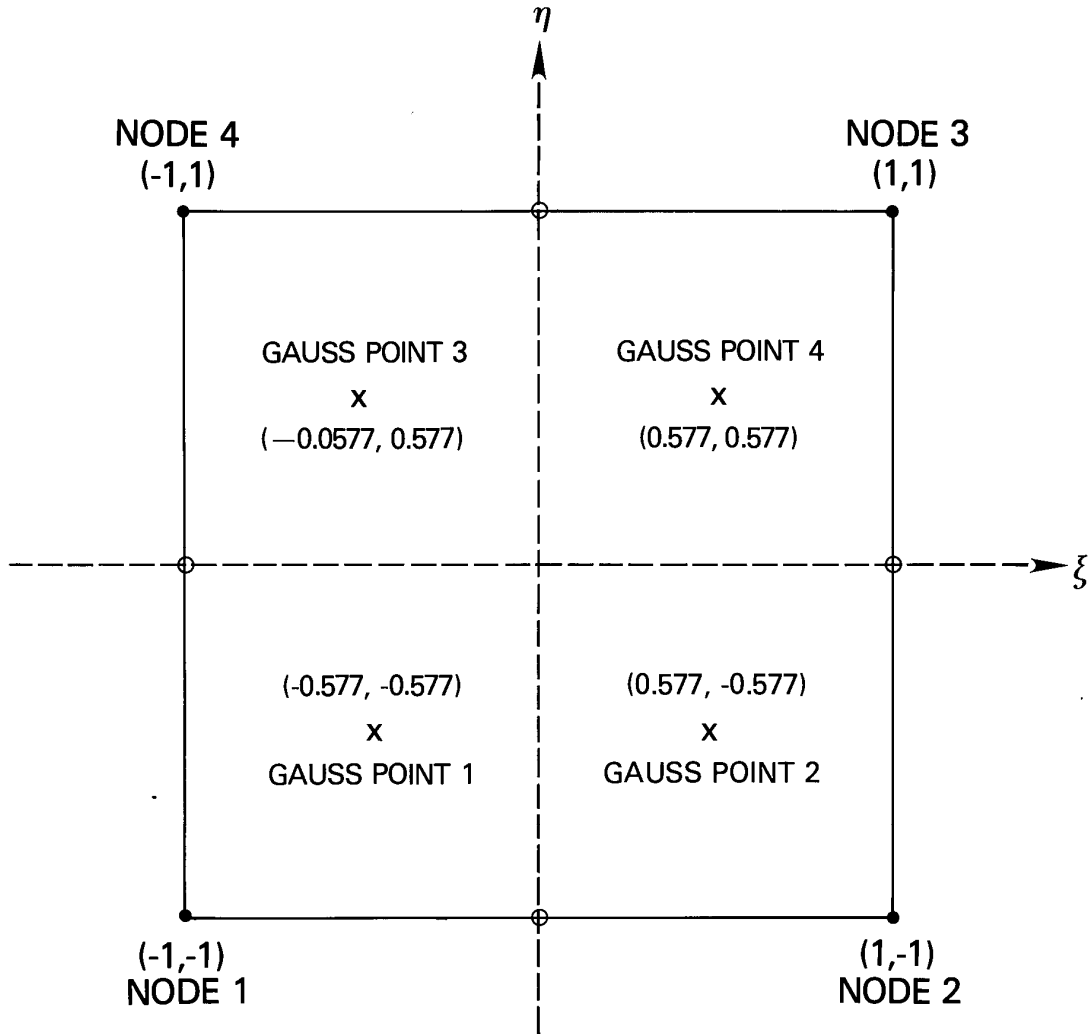 η
NODE 4
(-1,1)
NODE 3
(1,1)
GAUSS POINT 3
x
(—0.0577, 0.577)
GAUSS POINT 4
x
(0.577, 0.577)
ξ
(-0.577, -0.577)
x
GAUSS POINT 1
(0.577, -0.577)
x
GAUSS POINT 2
(-1,-1)
NODE 1
(1,-1)
NODE 2